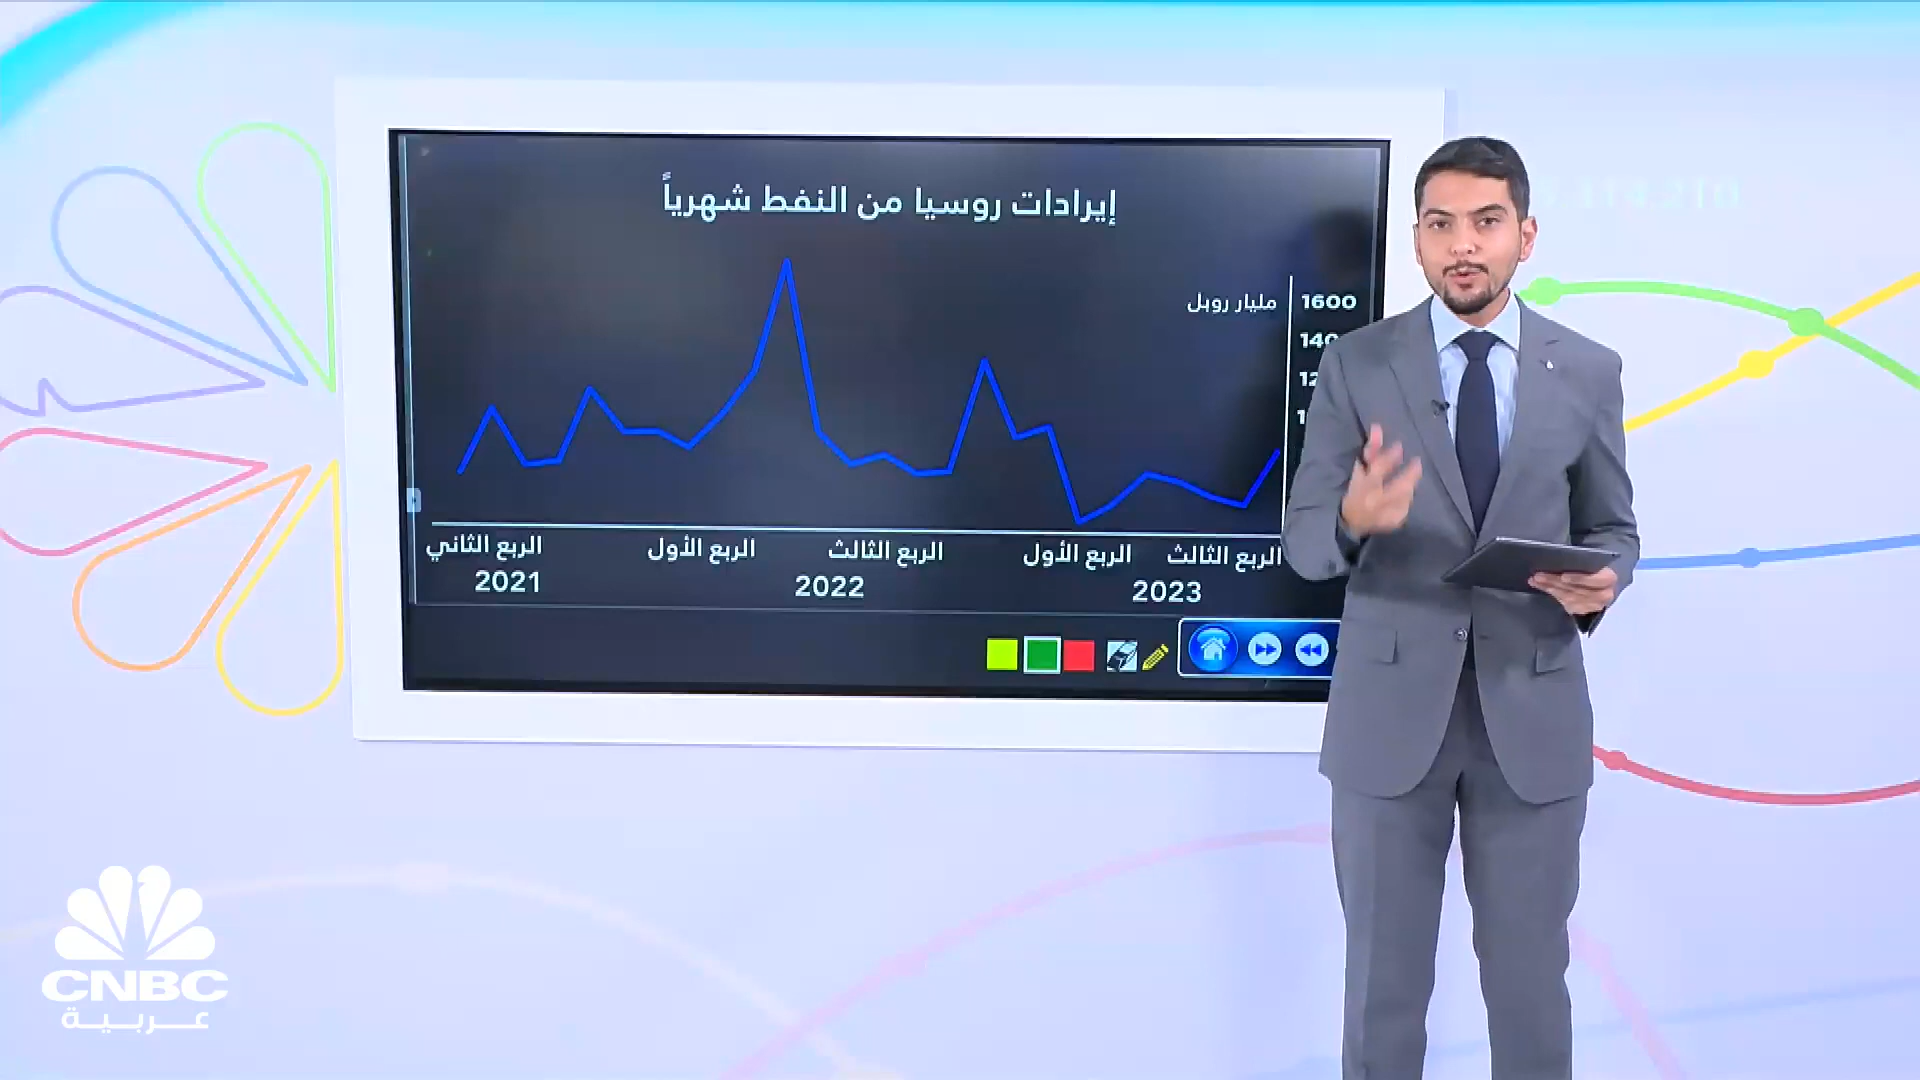 إيرادات روسيا من النفط شهرياً
مليار روبل
1600
الربع الثاني
الربع الأول
الربع الثالث
الربع الأول
الربع الثالث
2021
2022
2023
CNBC
عربية